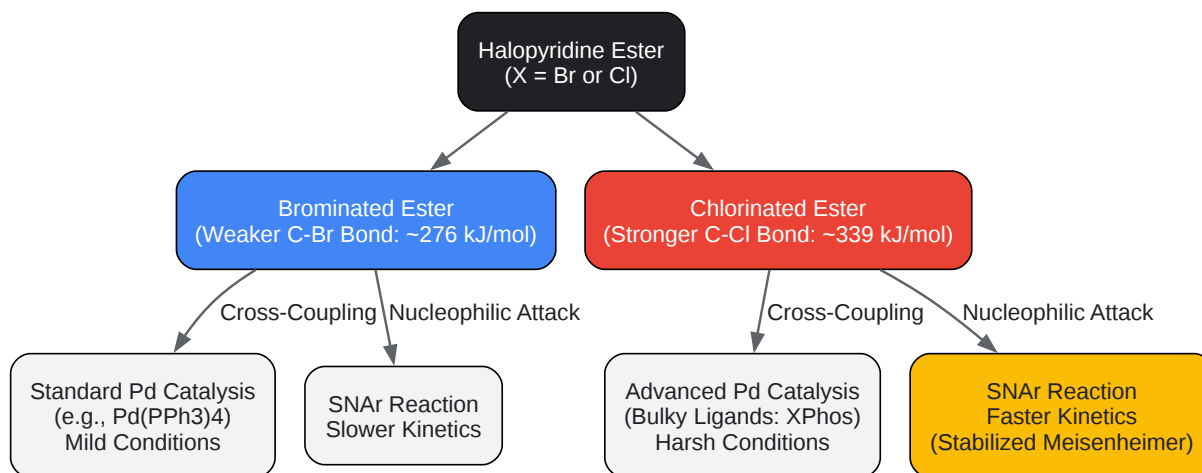 Halopyridine Ester
(X = Br or Cl)
Brominated Ester
(Weaker C-Br Bond: ~276 kJ/mol)
Chlorinated Ester
(Stronger C-Cl Bond: ~339 kJ/mol)
Cross-Coupling
Nucleophilic Attack
Cross-Coupling
Nucleophilic Attack
Standard Pd Catalysis
(e.g., Pd(PPh3)4)
Mild Conditions
SNAr Reaction
Slower Kinetics
Advanced Pd Catalysis
(Bulky Ligands: XPhos)
Harsh Conditions
SNAr Reaction
Faster Kinetics
(Stabilized Meisenheimer)